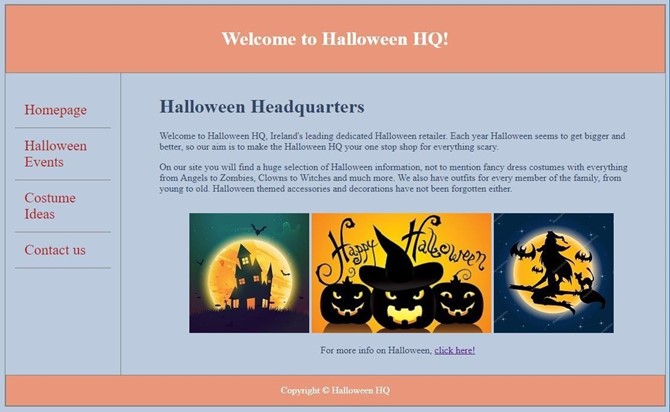 Welcome to Halloween HQ!
Homepage
Halloween
Events
Costume
Ideas
Contact us
Halloween Headquarters
Welcome to Halloween HQ, Ireland's leading dedicated Halloween retailer. Each year Halloween seems to get bigger and
better, so our aim is to make the Halloween HQ your one stop shop for everything scary.
On our site you will find a huge selection of Halloween information, not to mention fancy dress costumes with everything
from Angels to Zombies, Clowns to Witches and much more. We also have outfits for every member of the family, from
young to old. Halloween themed accessories and decorations have not been forgotten either.
Happy Halloween
For more info on Halloween, click here!
Copyright © Halloween HQ